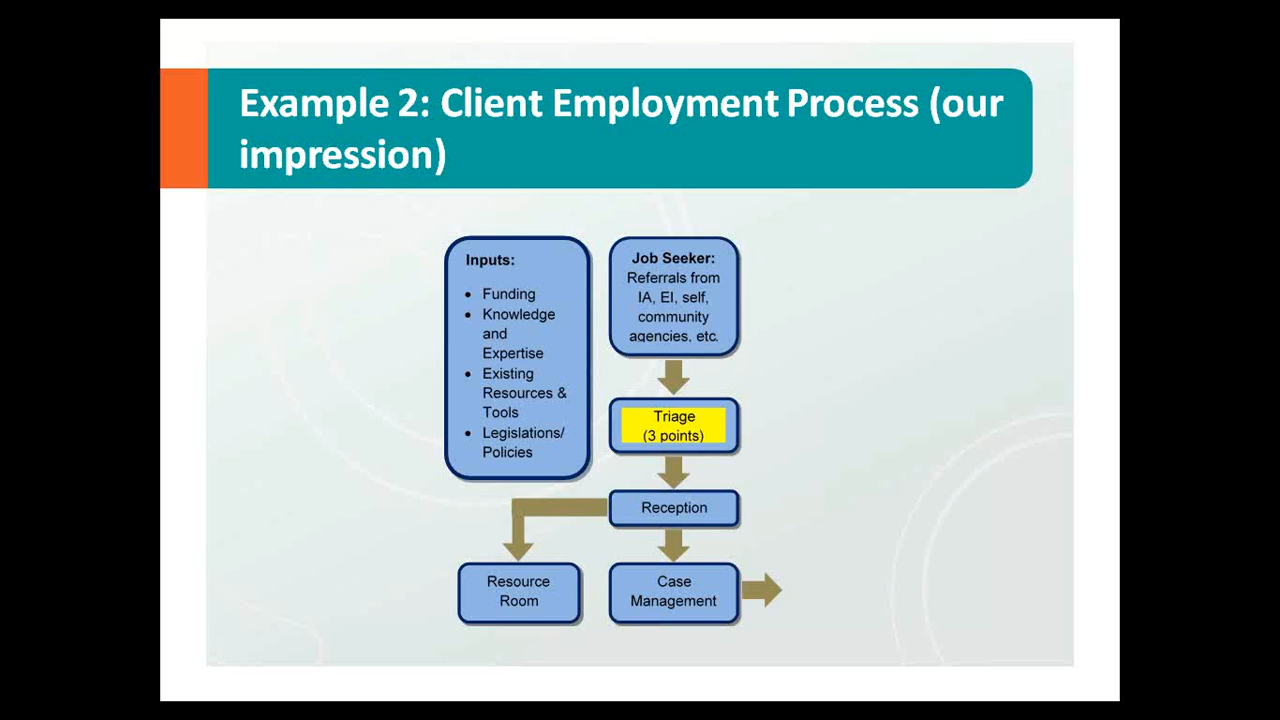 Example 2: Client Employment Process (our
impression)
Inputs:
• Funding
• Knowledge
and
Expertise
• Existing
Resources &
Tools
• Legislations/
Policies
Job Seeker:
Referrals from
IA, EI, self,
community
agencies, etc.
Triage
(3 points)
Reception
Resource
Room
Case
Management